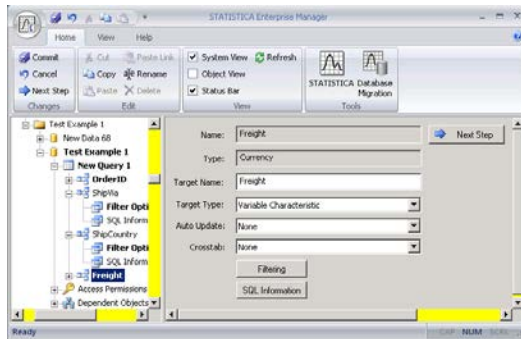 STATISTICA Enterprise Manager
Home View Help
Commit
Cancel
Next Step
Changes
Cut
Copy
Paste
Paste Link
Rename
Delete
Edit
System View
Object View
Status Bar
Refresh
View
STATISTICA Database Migration
Tools
Test Example 1
New Data 68
Test Example 1
New Query 1
OrderID
ShipVia
Filter Opti
SQL Inform
ShipCountry
Filter Opti
SQL Inform
Freight
Access Permissions
Dependent Objects
Name: Freight
Type: Currency
Target Name: Freight
Target Type: Variable Characteristic
Auto Update: None
Crosstab: None
Filtering
SQL Information
Next Step
Ready
CAP NUM SCRL